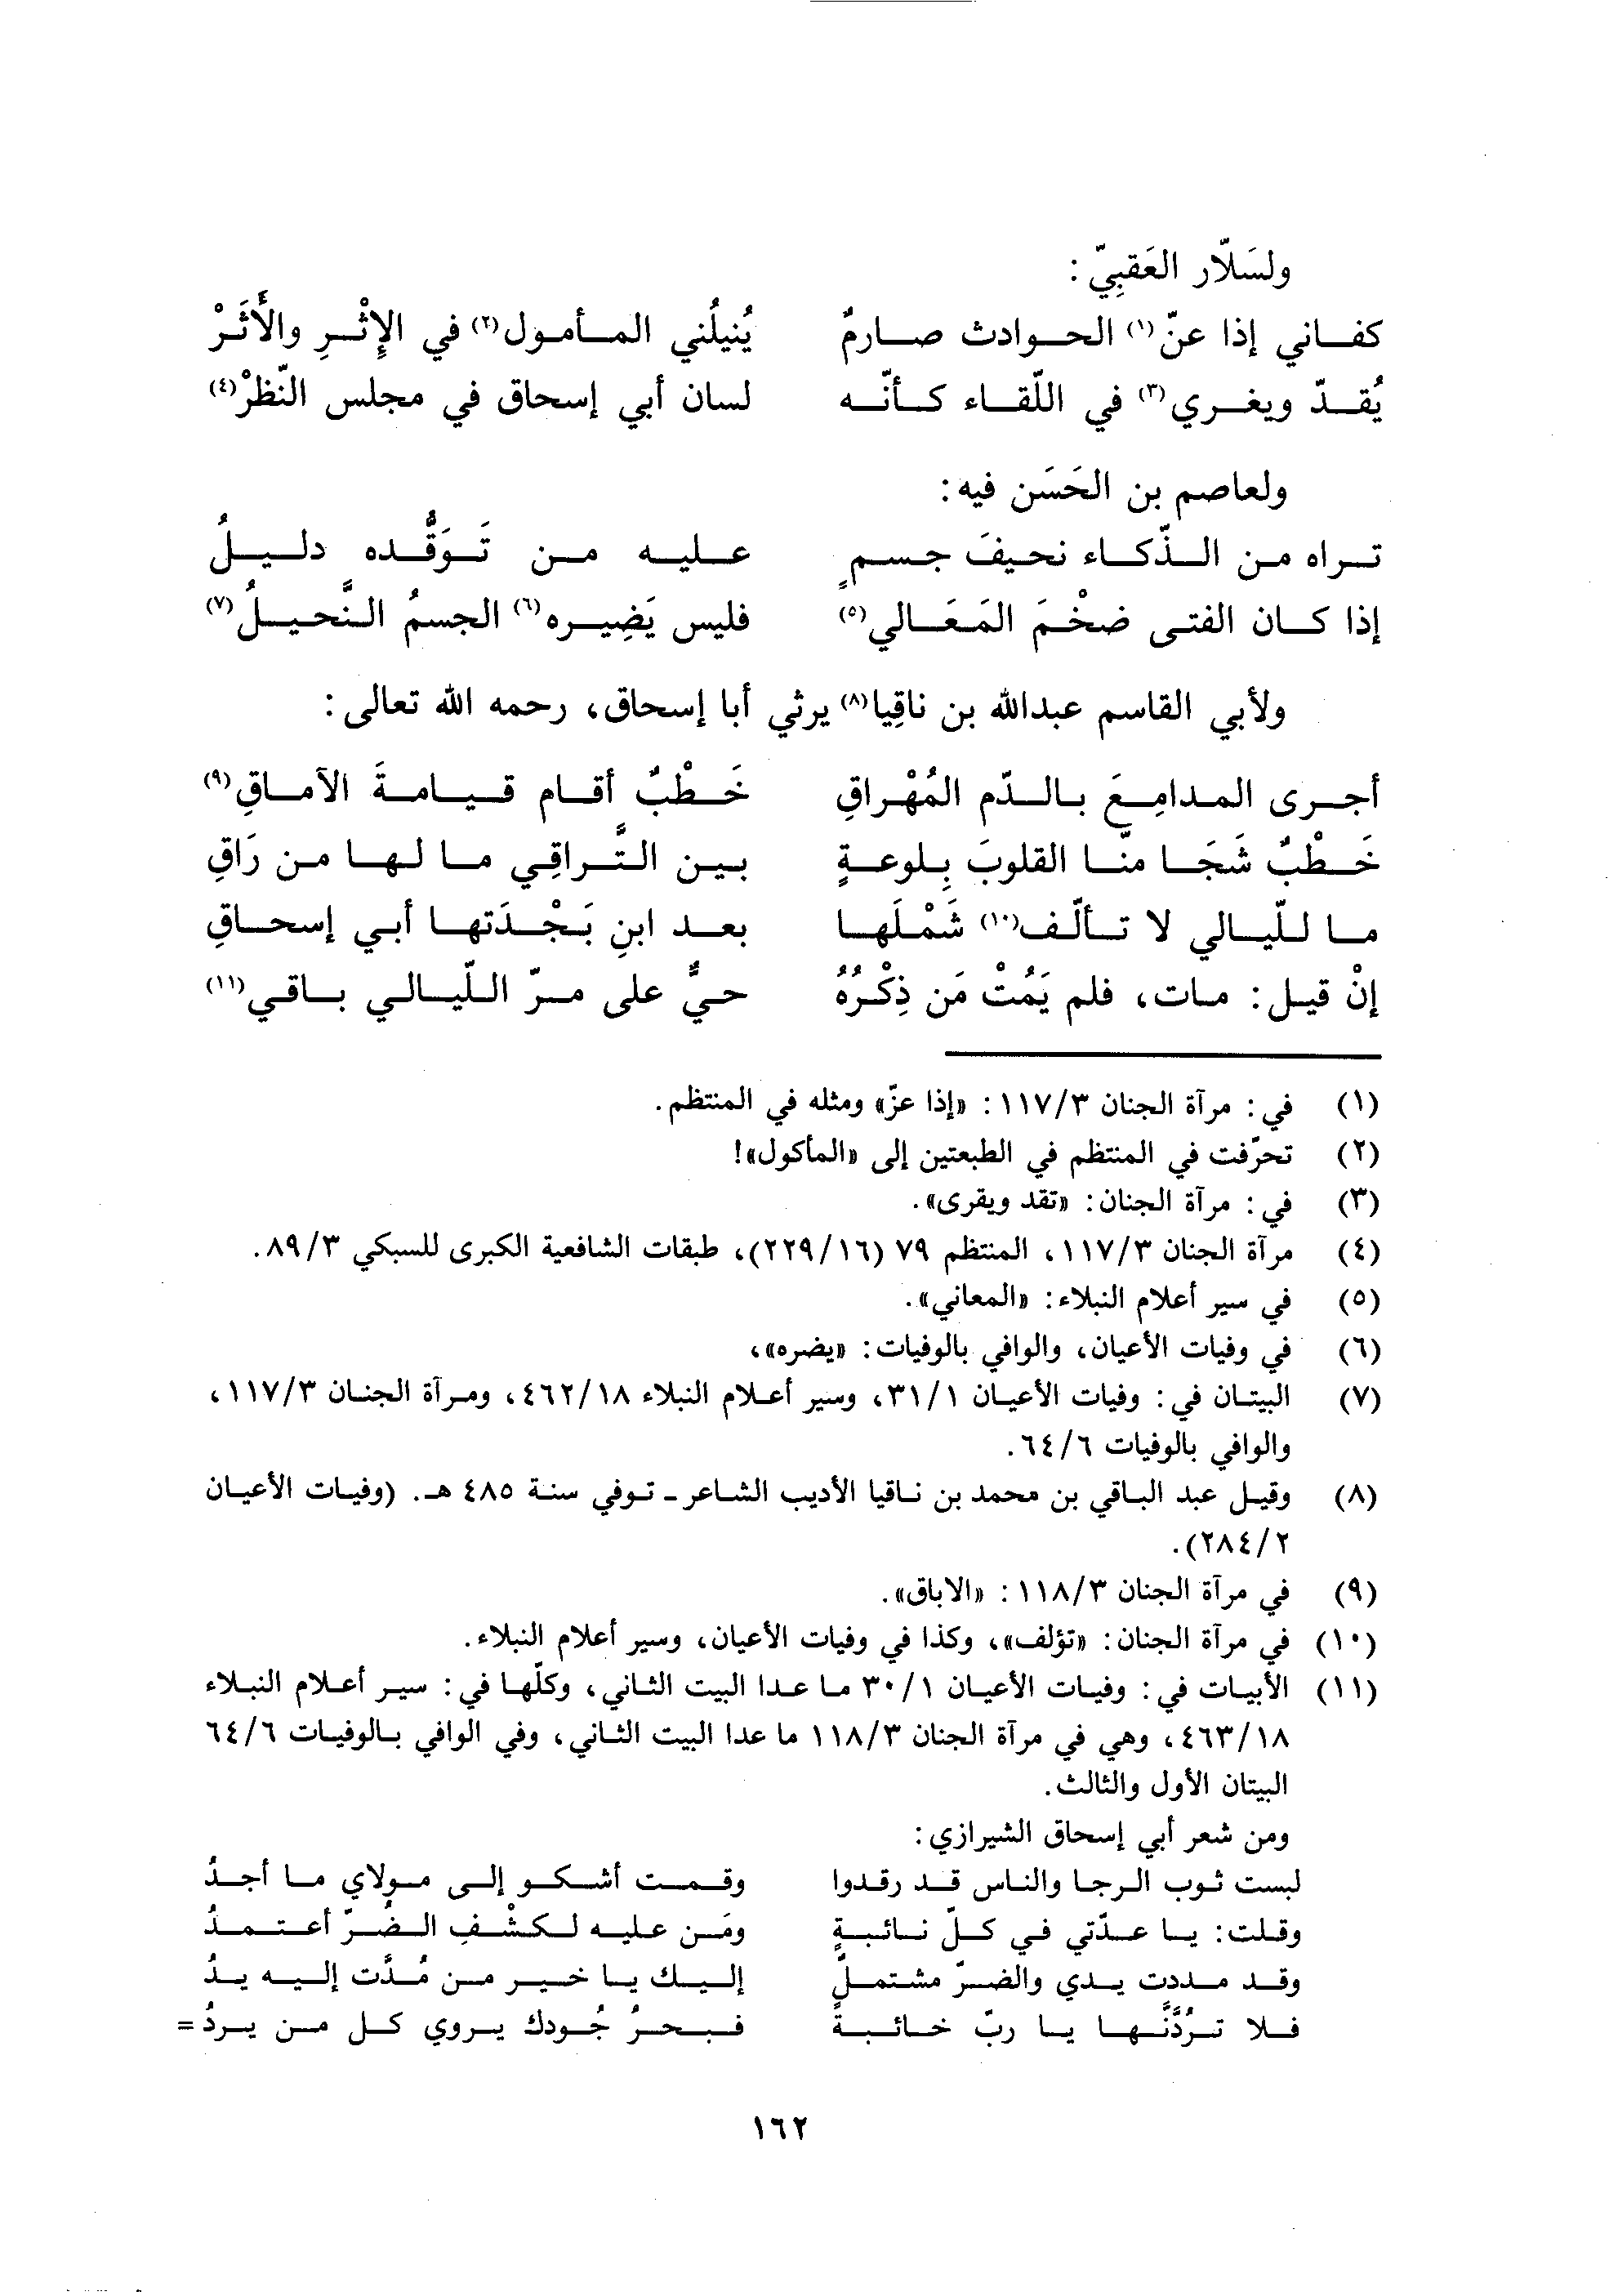 ولسَلّار العَقبِيّ :
كفاني إذا عنّ(١) الحوادث صارمٌ يُنيلُني المأمول(٢) في الإِثْرِ والأَثَرْ
يُقدّ ويغري(٣) في اللّقاء كأنّه لسان أبي إسحاق في مجلس النّظرْ(٤)
ولعاصم بن الحَسَن فيه :
تراه من الذّكاء نحيفَ جسمٍ عليه من تَوَقُّده دليلُ
إذا كان الفتى ضخْمَ المَعَالي(٥) فليس يَضِيره(٦) الجسمُ النَّحيلُ(٧)
ولأبي القاسم عبدالله بن ناقِيا(٨) يرثي أبا إسحاق، رحمه الله تعالى :
أجرى المدامِعَ بالدّم المُهْراقِ خَطْبٌ أقام قيامةَ الآماقِ(٩)
خَطْبٌ شَجَا منّا القلوبَ بِلوعةٍ بين التَّراقِي ما لها من رَاقِ
ما للّيالي لا تألّف(١٠) شَمْلَها بعد ابنِ بَجْدَتها أبي إسحاقِ
إنْ قيل : مات، فلم يَمُتْ مَن ذِكْرُهُ حيٌّ على مرّ اللّيالي باقي(١١)
(١) في : مرآة الجنان ١١٧/٣ : «إذا عزّ» ومثله في المنتظم.
(٢) تحرّفت في المنتظم في الطبعتين إلى «المأكول»!
(٣) في : مرآة الجنان : «تقد ويقرى».
(٤) مرآة الجنان ١١٧/٣، المنتظم ٧٩ (٢٢٩/١٦)، طبقات الشافعية الكبرى للسبكي ٨٩/٣.
(٥) في سير أعلام النبلاء : «المعاني».
(٦) في وفيات الأعيان، والوافي بالوفيات : «يضره»،
(٧) البيتان في : وفيات الأعيان ٣١/١، وسير أعلام النبلاء ٤٦٢/١٨، ومرآة الجنان ١١٧/٣،
والوافي بالوفيات ٦٤/٦.
(٨) وقيل عبد الباقي بن محمد بن ناقيا الأديب الشاعر ـ توفي سنة ٤٨٥ هـ. (وفيات الأعيان
٢٨٤/٢).
(٩) في مرآة الجنان ١١٨/٣ : «الاباق».
(١٠) في مرآة الجنان : «تؤلف»، وكذا في وفيات الأعيان، وسير أعلام النبلاء.
(١١) الأبيات في : وفيات الأعيان ٣٠/١ ما عدا البيت الثاني، وكلّها في : سير أعلام النبلاء
٤٦٣/١٨، وهي في مرآة الجنان ١١٨/٣ ما عدا البيت الثاني، وفي الوافي بالوفيات ٦٤/٦
البيتان الأول والثالث.
ومن شعر أبي إسحاق الشيرازي :
لبست ثوب الرجا والناس قد رقدوا وقمت أشكو إلى مولاي ما أجدُ
وقلت : يا عدّتي في كلّ نائبةٍ ومَن عليه لكشْفِ الضُرّ أعتمدُ
وقد مددت يدي والضرّ مشتملٌ إليك يا خير من مُدَّت إليه يدُ
فلا تردَّنَّها يا ربّ خائبةً فبحرُ جُودك يروي كل من يردُ =
١٦٢